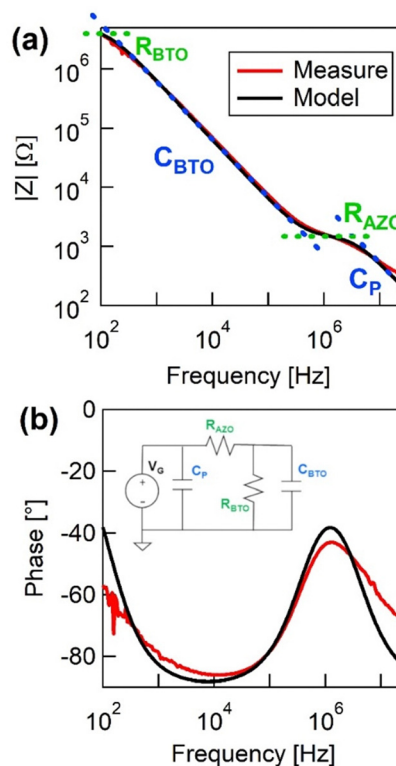 (a)
R_BTO
Measure
Model
C_BTO
R_AZO
C_P
|Z| [Ω]
10^6
10^5
10^4
10^3
10^2
10^2 10^4 10^6
Frequency [Hz]
(b)
0
-20
-40
-60
-80
Phase [°]
R_AZO
V_G
C_P
C_BTO
R_BTO
+
-
10^2 10^4 10^6
Frequency [Hz]